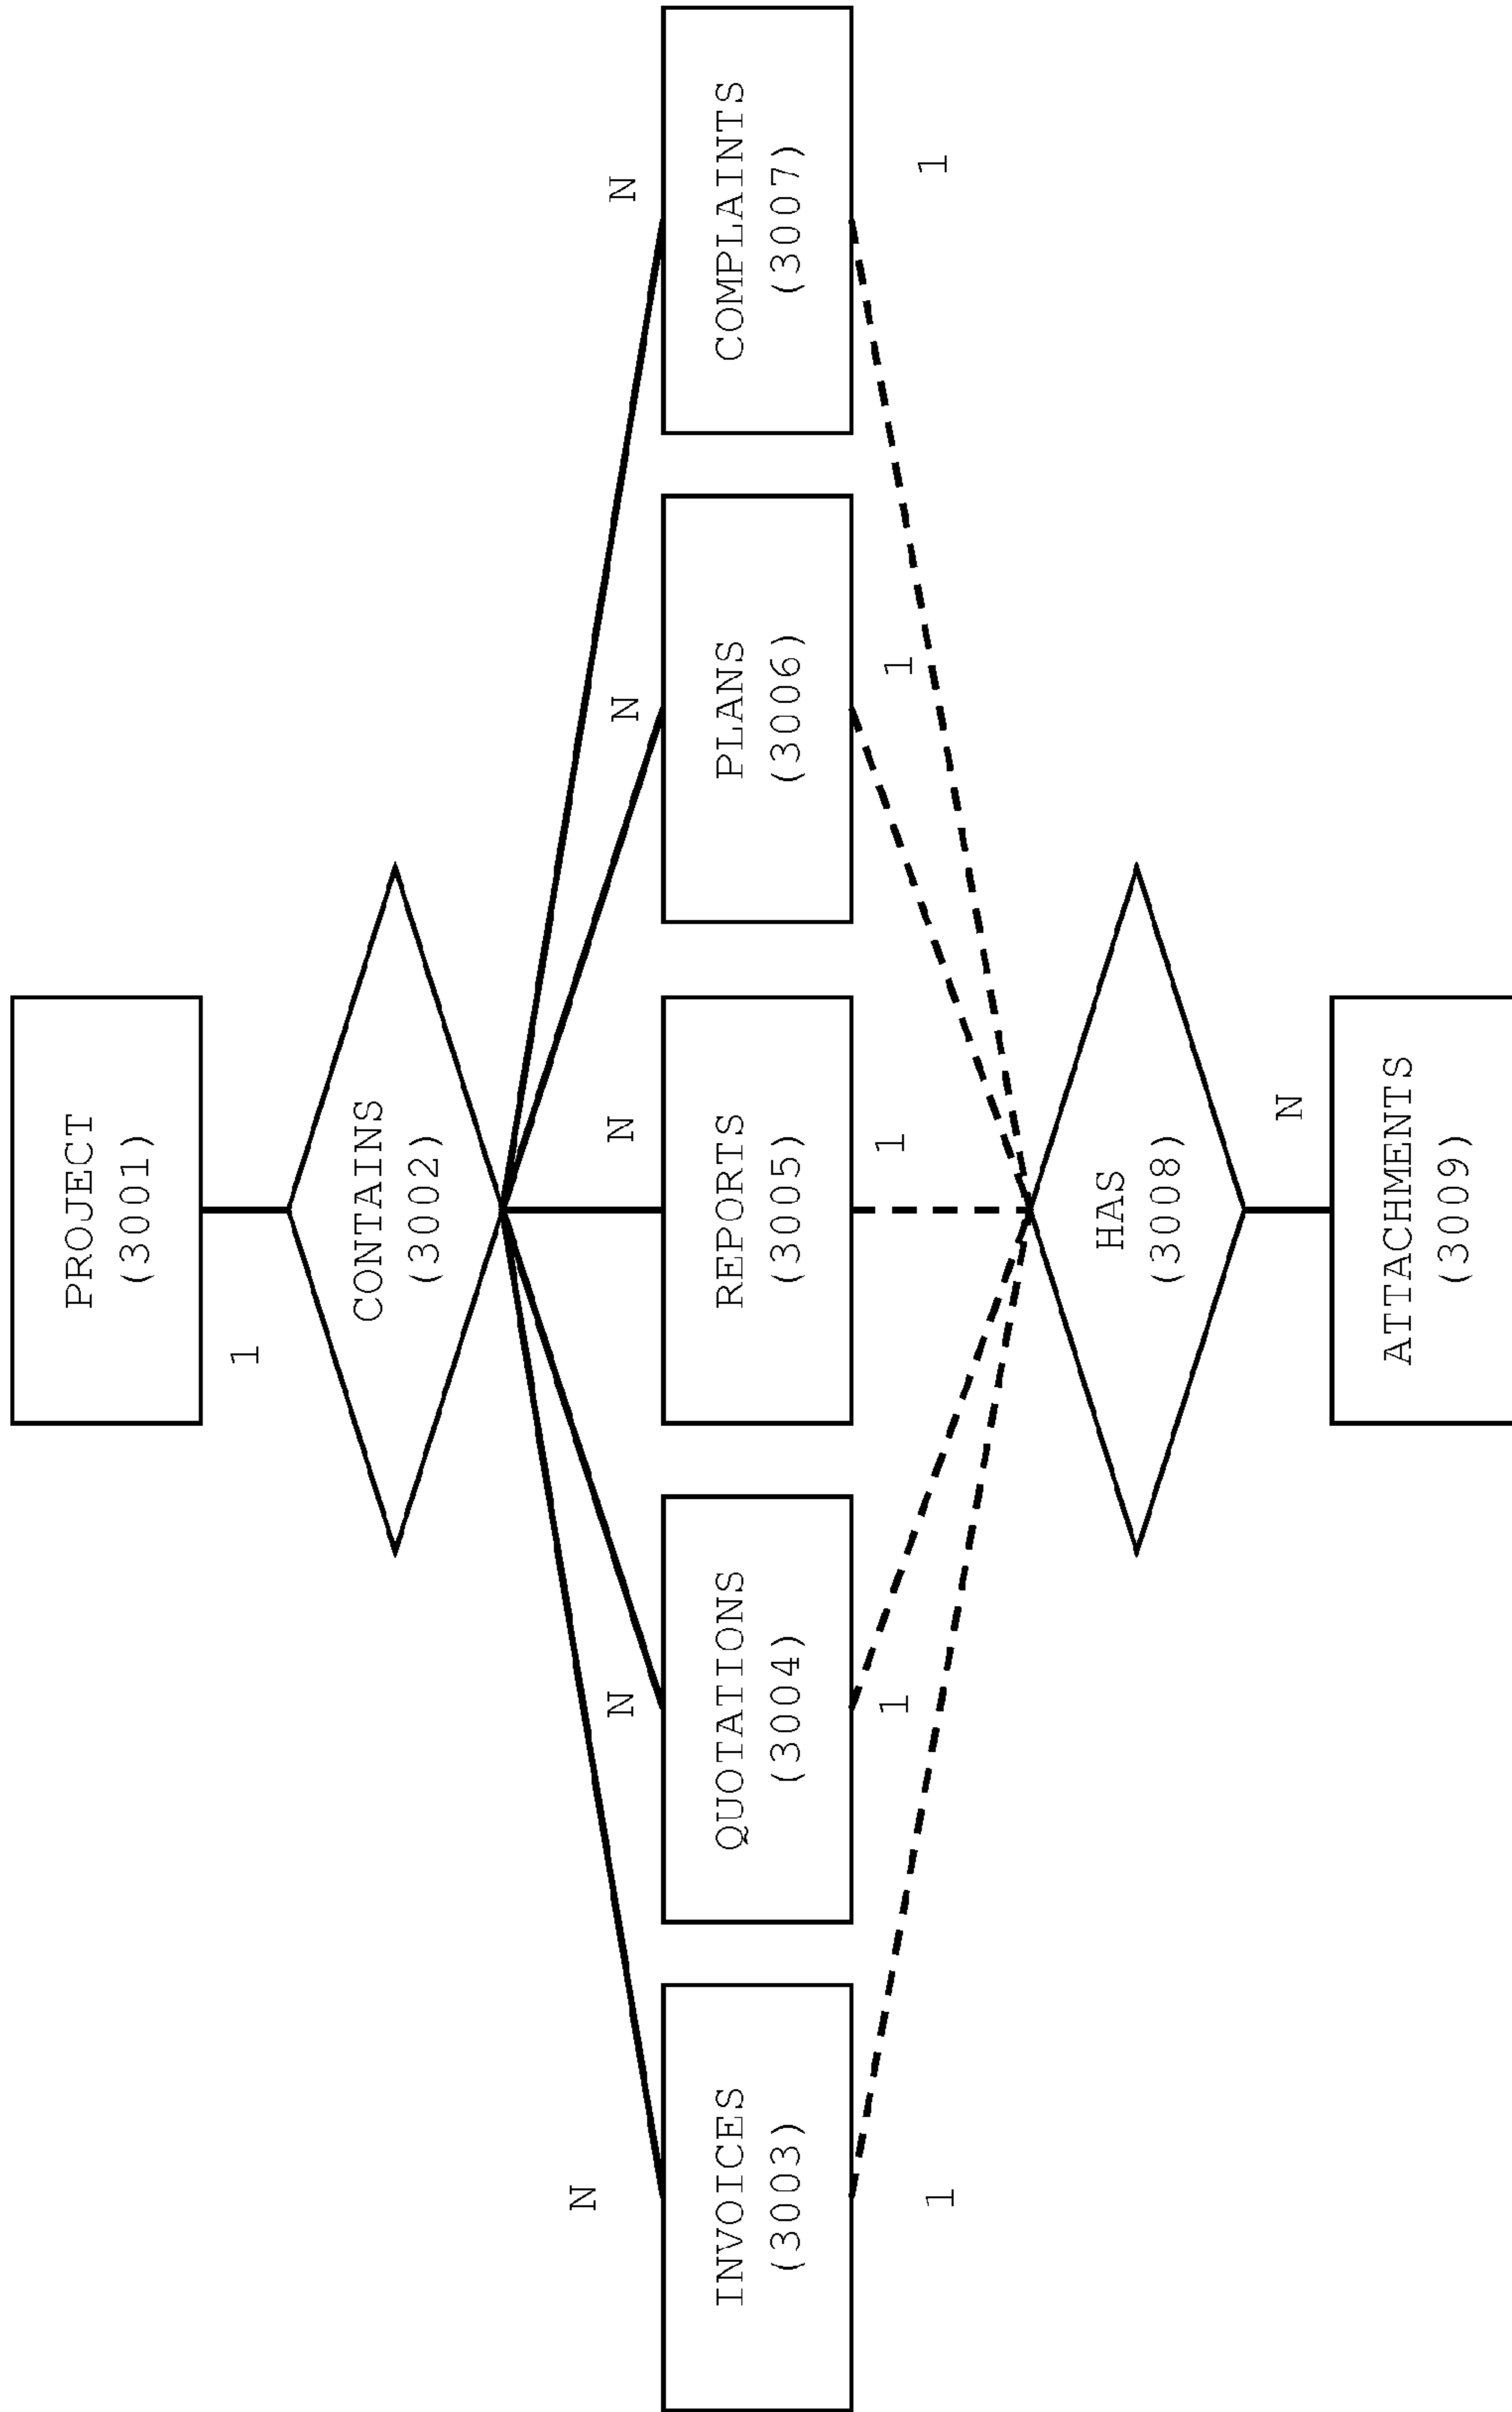 PROJECT
(3001)
1
CONTAINS
(3002)
N
N
N
N
N
INVOICES
(3003)
QUOTATIONS
(3004)
REPORTS
(3005)
PLANS
(3006)
COMPLAINTS
(3007)
1
1
1
1
1
HAS
(3008)
N
ATTACHMENTS
(3009)